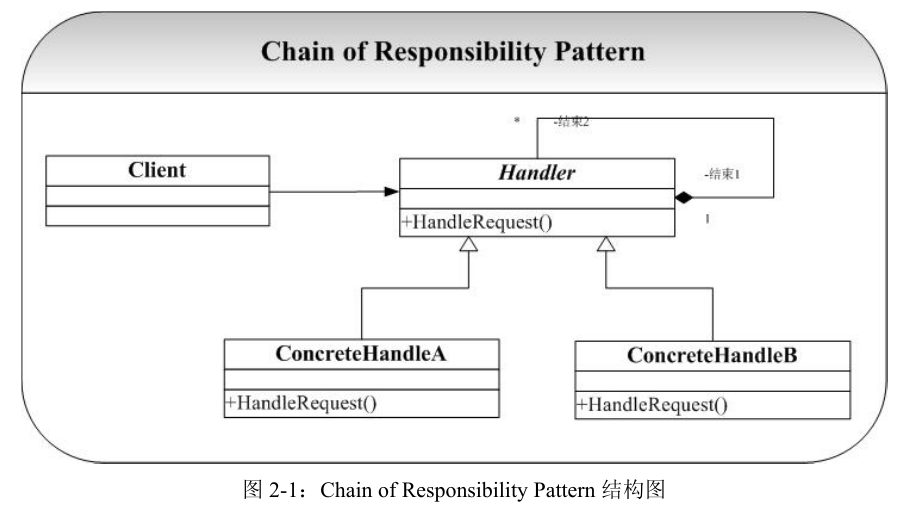 Chain of Responsibility Pattern
* -结束2
Client
Handler
-结束1
+HandleRequest()
1
ConcreteHandleA
ConcreteHandleB
+HandleRequest()
+HandleRequest()
图 2-1：Chain of Responsibility Pattern 结构图